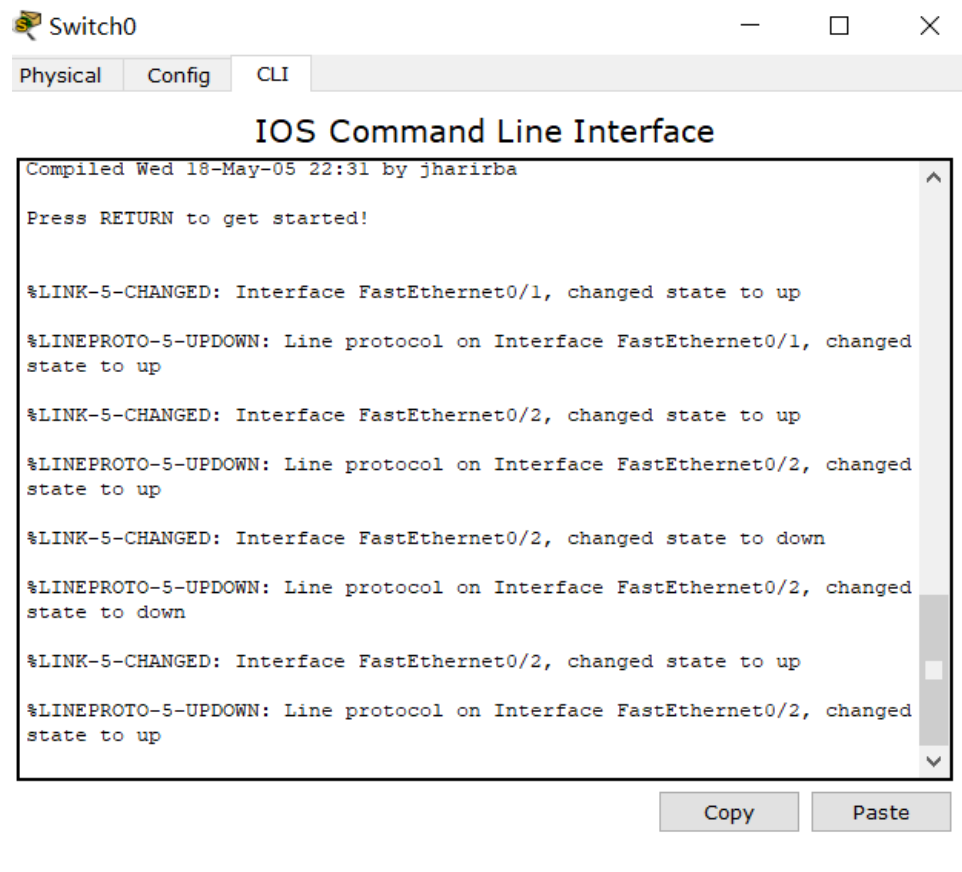 Switch0
Physical Config CLI
IOS Command Line Interface
Compiled Wed 18-May-05 22:31 by jharirba
Press RETURN to get started!
%LINK-5-CHANGED: Interface FastEthernet0/1, changed state to up
%LINEPROTO-5-UPDOWN: Line protocol on Interface FastEthernet0/1, changed
state to up
%LINK-5-CHANGED: Interface FastEthernet0/2, changed state to up
%LINEPROTO-5-UPDOWN: Line protocol on Interface FastEthernet0/2, changed
state to up
%LINK-5-CHANGED: Interface FastEthernet0/2, changed state to down
%LINEPROTO-5-UPDOWN: Line protocol on Interface FastEthernet0/2, changed
state to down
%LINK-5-CHANGED: Interface FastEthernet0/2, changed state to up
%LINEPROTO-5-UPDOWN: Line protocol on Interface FastEthernet0/2, changed
state to up
Copy Paste